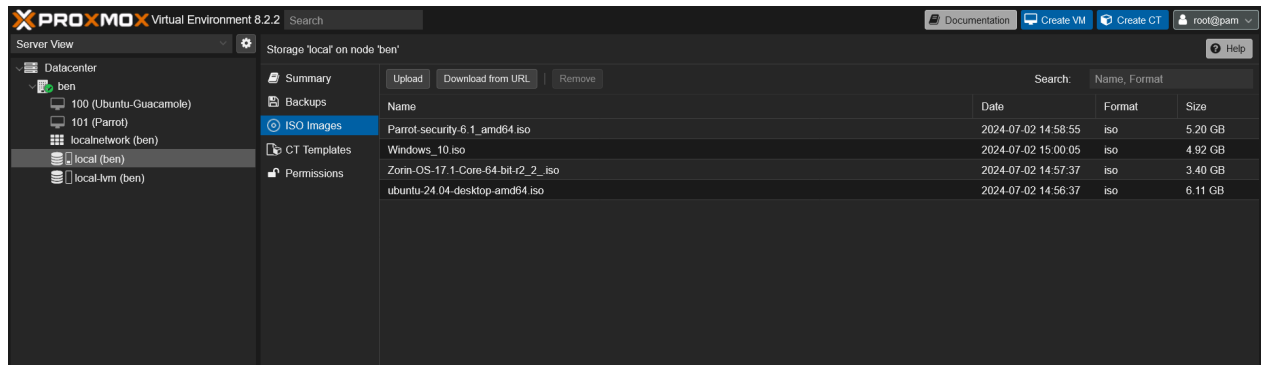 PROXMOX Virtual Environment 8.2.2 Search Documentation Create VM Create CT root@pam
Server View
Storage 'local' on node 'ben' Help
Datacenter
ben
100 (Ubuntu-Guacamole)
101 (Parrot)
localnetwork (ben)
local (ben)
local-lvm (ben)
Summary
Backups
ISO Images
CT Templates
Permissions
Upload Download from URL Remove Search: Name, Format
Name Date Format Size
Parrot-security-6.1_amd64.iso 2024-07-02 14:58:55 iso 5.20 GB
Windows_10.iso 2024-07-02 15:00:05 iso 4.92 GB
Zorin-OS-17.1-Core-64-bit-r2_2_.iso 2024-07-02 14:57:37 iso 3.40 GB
ubuntu-24.04-desktop-amd64.iso 2024-07-02 14:56:37 iso 6.11 GB